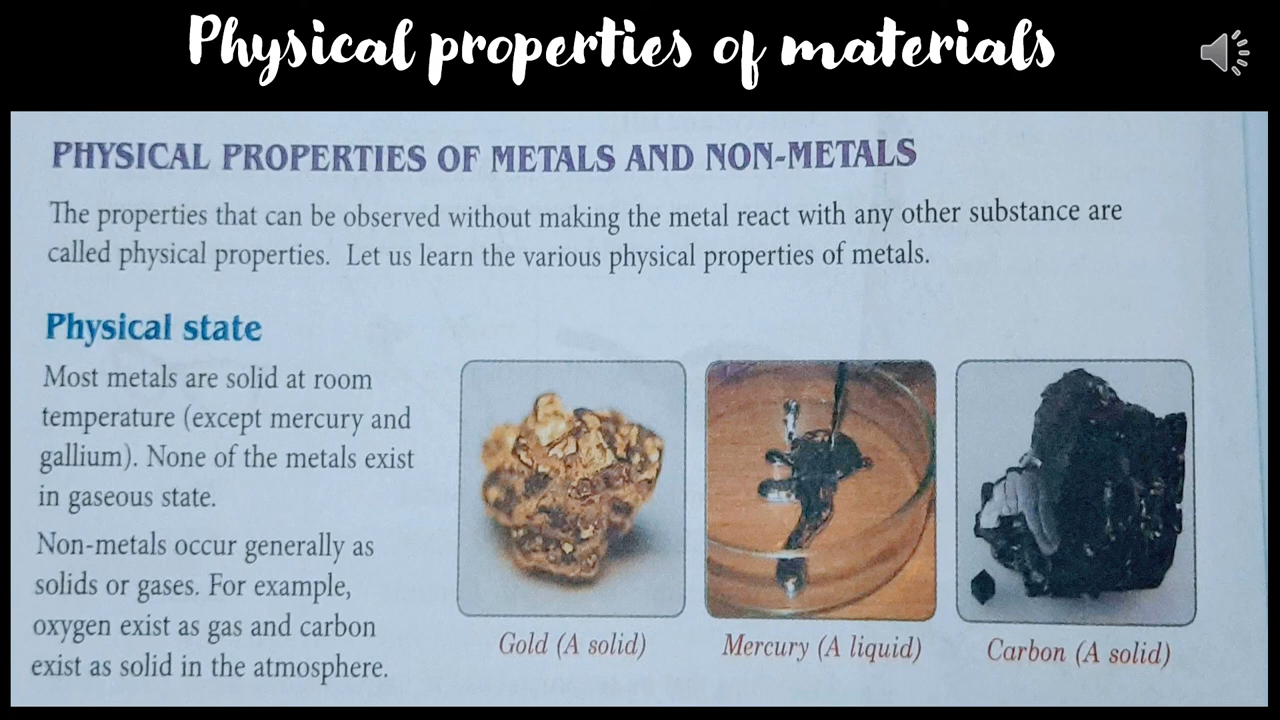 Physical properties of materials
PHYSICAL PROPERTIES OF METALS AND NON-METALS
The properties that can be observed without making the metal react with any other substance are
called physical properties. Let us learn the various physical properties of metals.
Physical state
Most metals are solid at room
temperature (except mercury and
gallium). None of the metals exist
in gaseous state.
Non-metals occur generally as
solids or gases. For example,
oxygen exist as gas and carbon
exist as solid in the atmosphere.
Gold (A solid)
Mercury (A liquid)
Carbon (A solid)